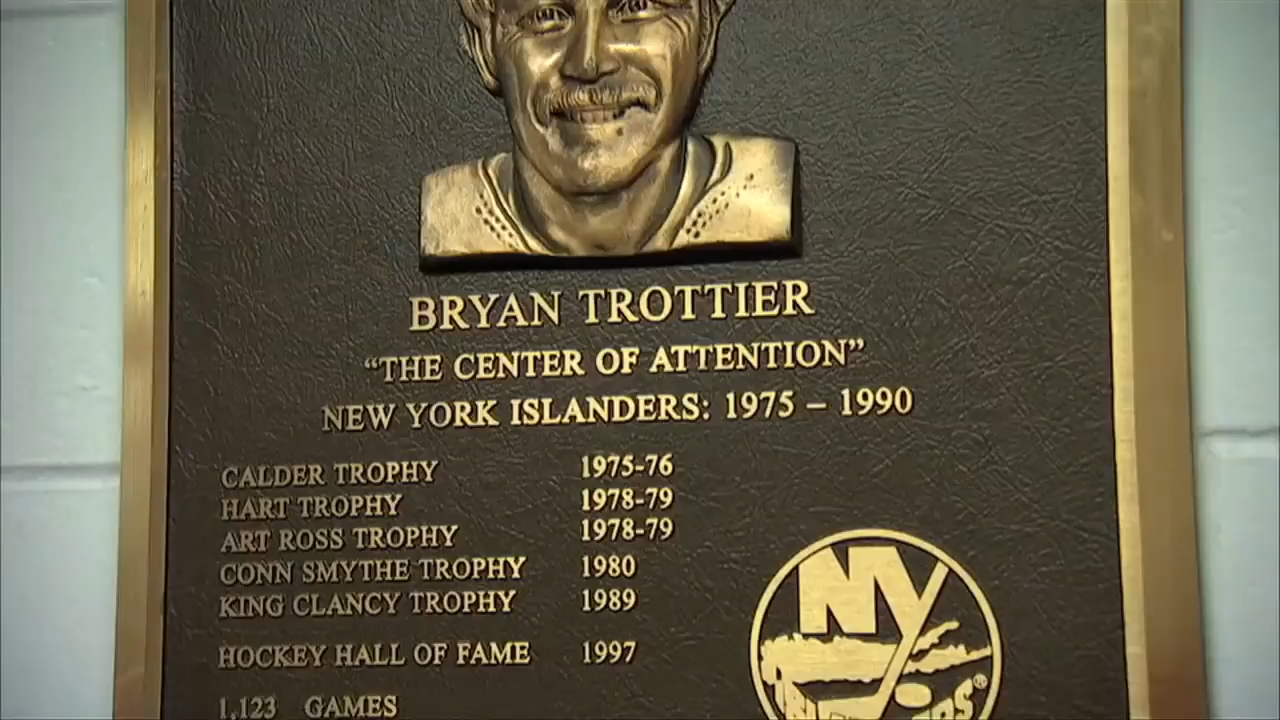 BRYAN TROTTIER
“THE CENTER OF ATTENTION”
NEW YORK ISLANDERS: 1975 – 1990
CALDER TROPHY 1975-76
HART TROPHY 1978-79
ART ROSS TROPHY 1978-79
CONN SMYTHE TROPHY 1980
KING CLANCY TROPHY 1989
HOCKEY HALL OF FAME 1997
1,123 GAMES
NY
®